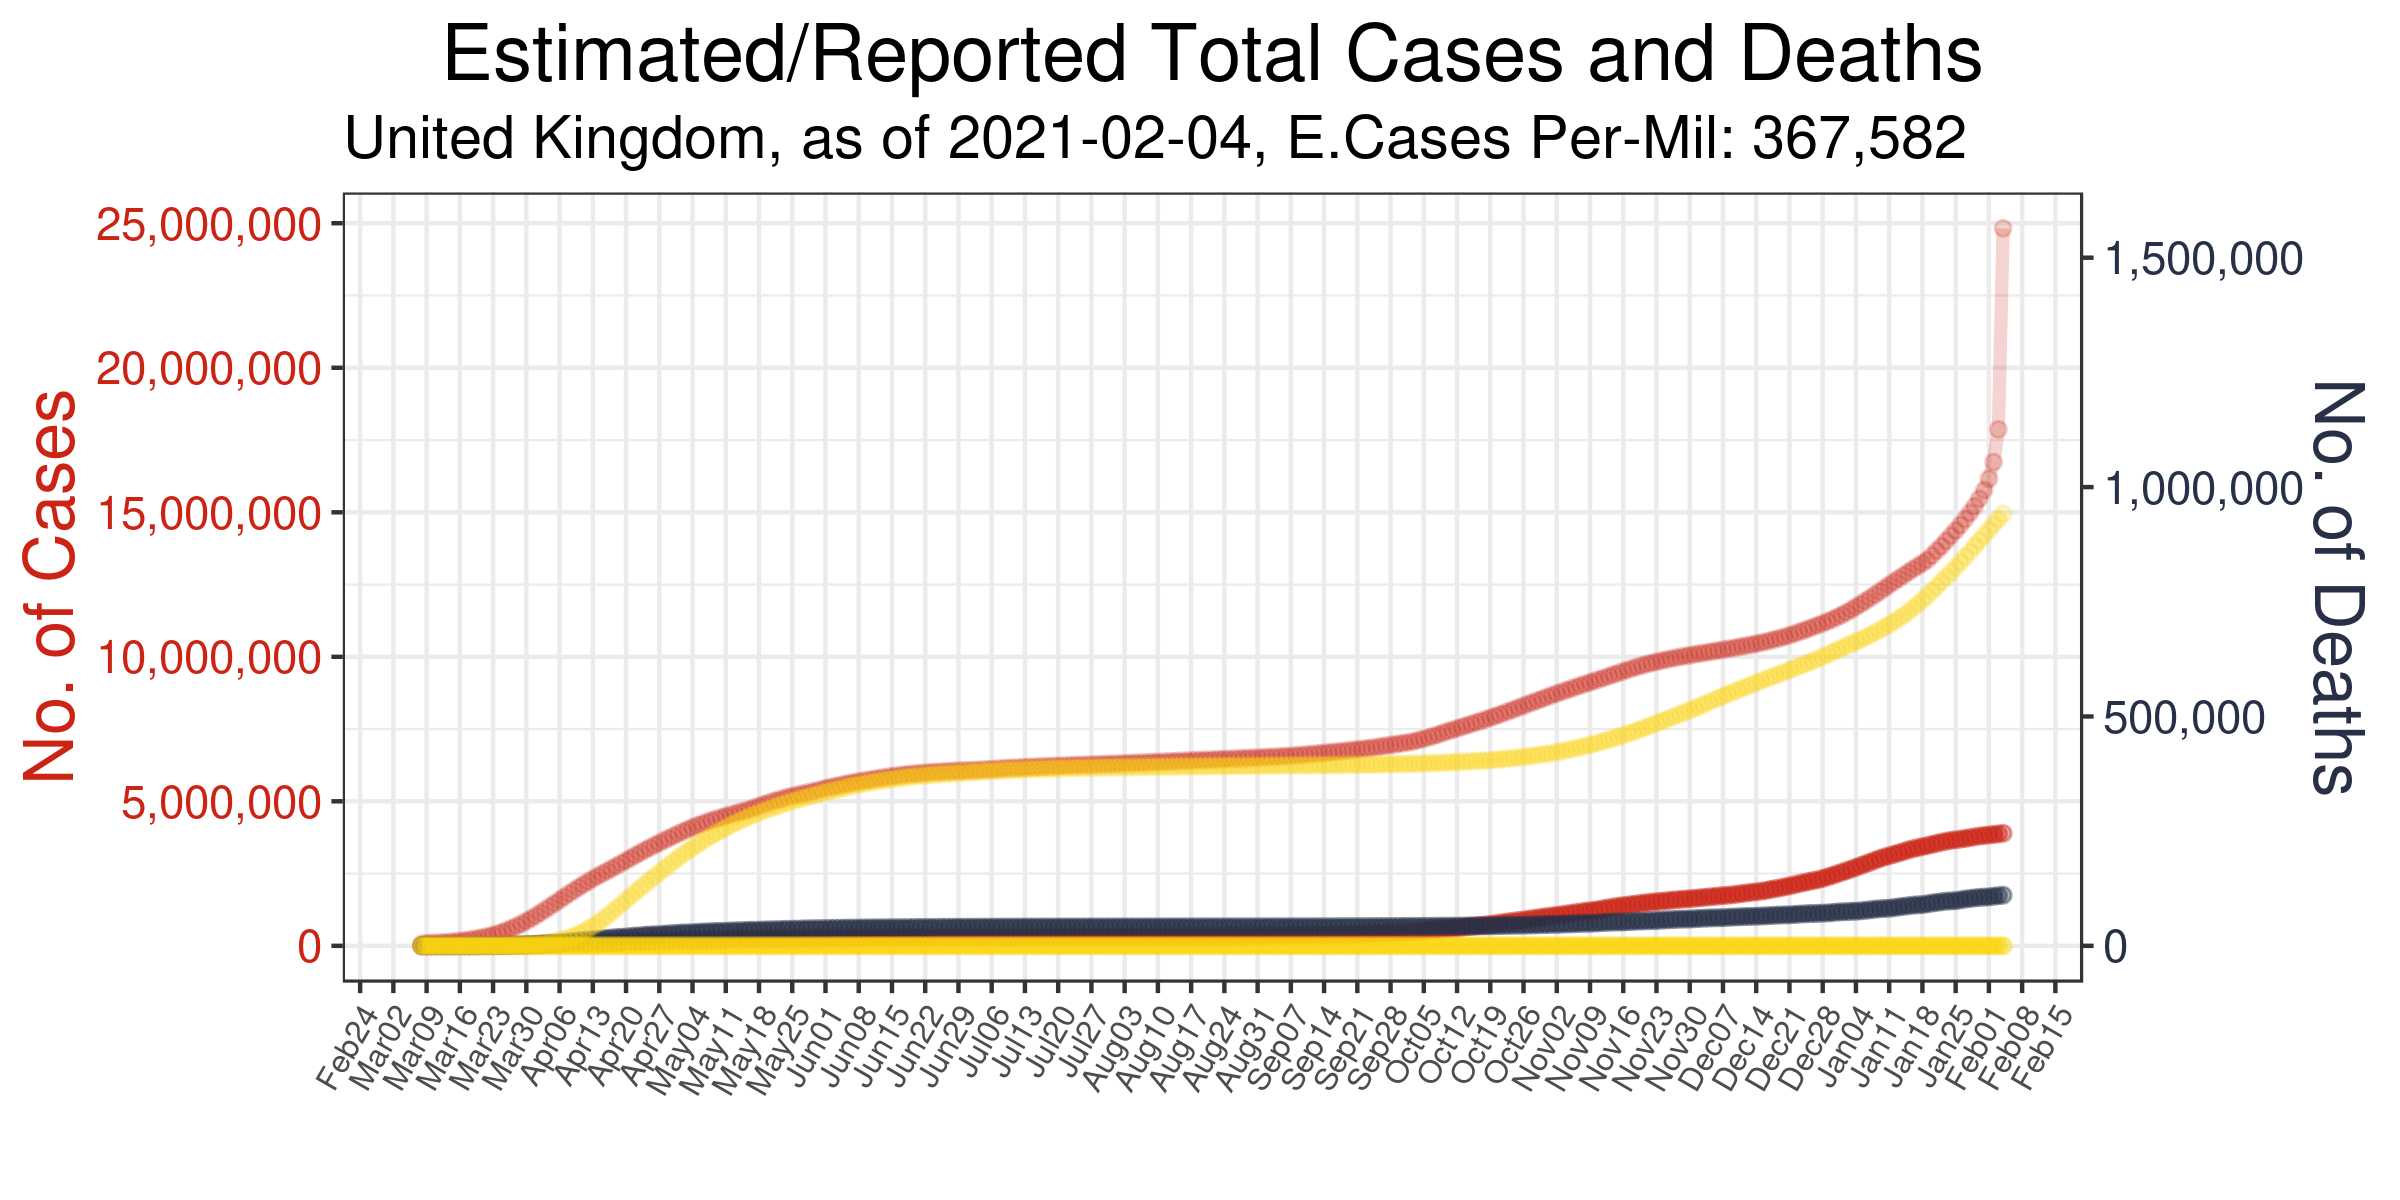 Estimated/Reported Total Cases and Deaths
United Kingdom, as of 2021-02-04, E.Cases Per-Mil: 367,582
No. of Cases
25,000,000
20,000,000
15,000,000
10,000,000
5,000,000
0
1,500,000
1,000,000
500,000
0
No. of Deaths
Feb24
Mar02
Mar09
Mar16
Mar23
Mar30
Apr06
Apr13
Apr20
Apr27
May04
May11
May18
May25
Jun01
Jun08
Jun15
Jun22
Jun29
Jul06
Jul13
Jul20
Jul27
Aug03
Aug10
Aug17
Aug24
Aug31
Sep07
Sep14
Sep21
Sep28
Oct05
Oct12
Oct19
Oct26
Nov02
Nov09
Nov16
Nov23
Nov30
Dec07
Dec14
Dec21
Dec28
Jan04
Jan11
Jan18
Jan25
Feb01
Feb08
Feb15